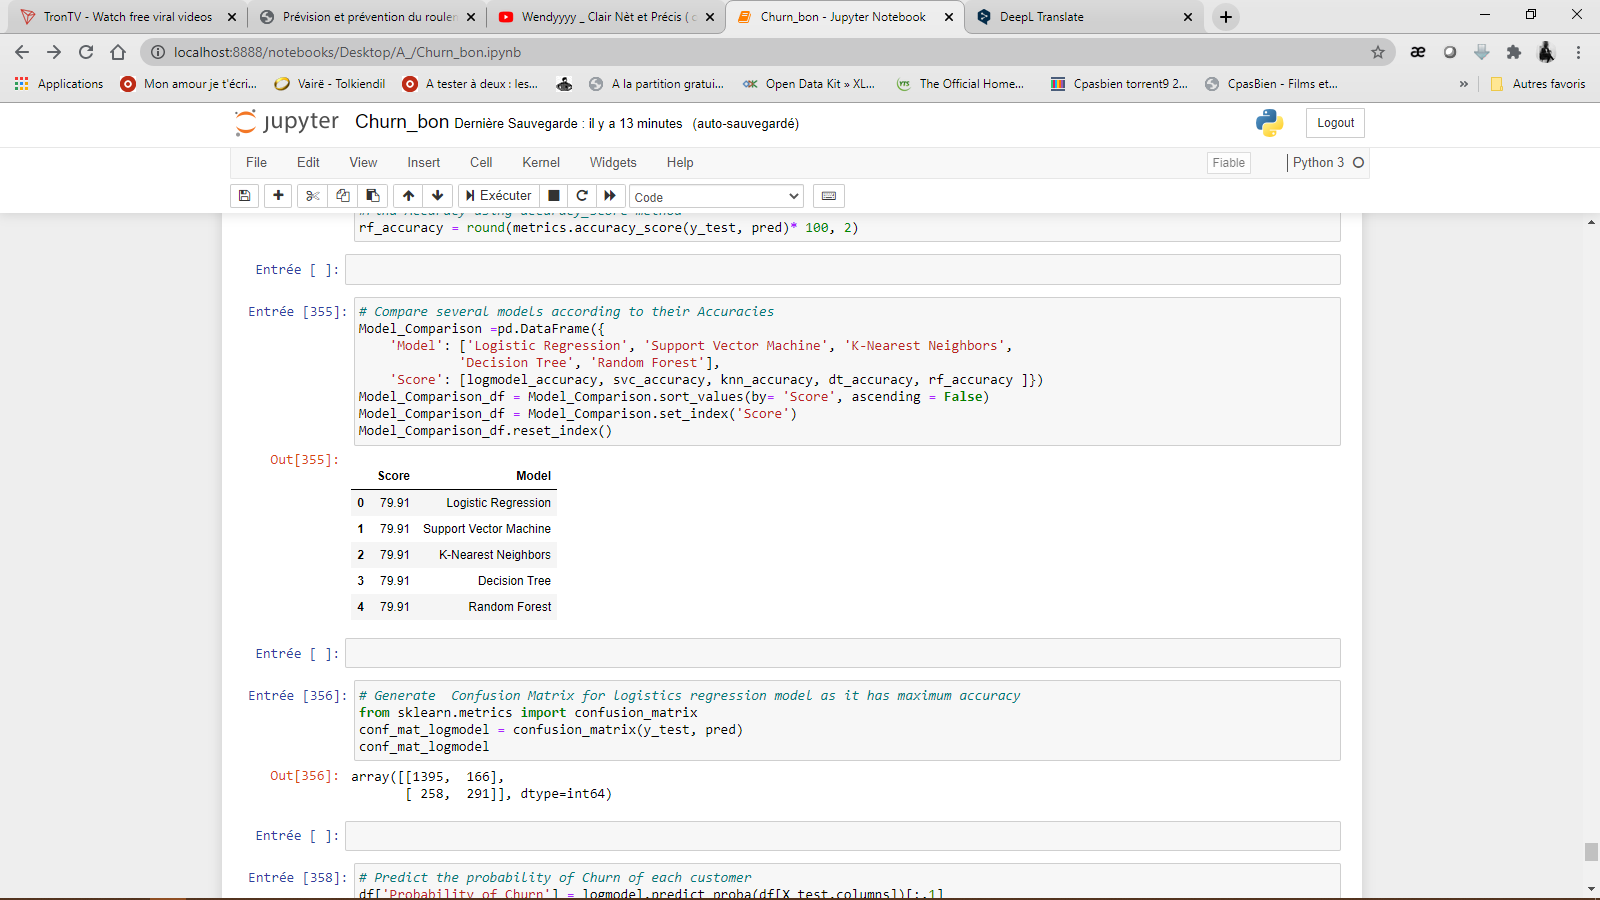 TronTV - Watch free viral videos
Prévision et prévention du rouler
Wendyyyy _ Clair Nèt et Précis ( c
Churn_bon - Jupyter Notebook
DeepL Translate
localhost:8888/notebooks/Desktop/A_/Churn_bon.ipynb
Applications
Mon amour je t'écri...
Vairë - Tolkiendil
A tester à deux : les...
A la partition gratui...
Open Data Kit » XL...
The Official Home...
Cpasbien torrent9 2...
CpasBien - Films et...
»
Autres favoris
jupyter Churn_bon Dernière Sauvegarde : il y a 13 minutes (auto-sauvegardé)
Logout
File Edit View Insert Cell Kernel Widgets Help
Fiable
Python 3
Exécuter
Code
rf_accuracy = round(metrics.accuracy_score(y_test, pred)* 100, 2)
Entrée [ ]:
Entrée [355]:
# Compare several models according to their Accuracies
Model_Comparison =pd.DataFrame({
'Model': ['Logistic Regression', 'Support Vector Machine', 'K-Nearest Neighbors',
'Decision Tree', 'Random Forest'],
'Score': [logmodel_accuracy, svc_accuracy, knn_accuracy, dt_accuracy, rf_accuracy ]})
Model_Comparison_df = Model_Comparison.sort_values(by= 'Score', ascending = False)
Model_Comparison_df = Model_Comparison.set_index('Score')
Model_Comparison_df.reset_index()
Out[355]:
Score Model
0 79.91 Logistic Regression
1 79.91 Support Vector Machine
2 79.91 K-Nearest Neighbors
3 79.91 Decision Tree
4 79.91 Random Forest
Entrée [ ]:
Entrée [356]:
# Generate  Confusion Matrix for logistics regression model as it has maximum accuracy
from sklearn.metrics import confusion_matrix
conf_mat_logmodel = confusion_matrix(y_test, pred)
conf_mat_logmodel
Out[356]:
array([[1395,  166],
[ 258,  291]], dtype=int64)
Entrée [ ]:
Entrée [358]:
# Predict the probability of Churn of each customer
df['Probability of Churn'] = logmodel.predict_proba(df[X_test.columns])[:,1]